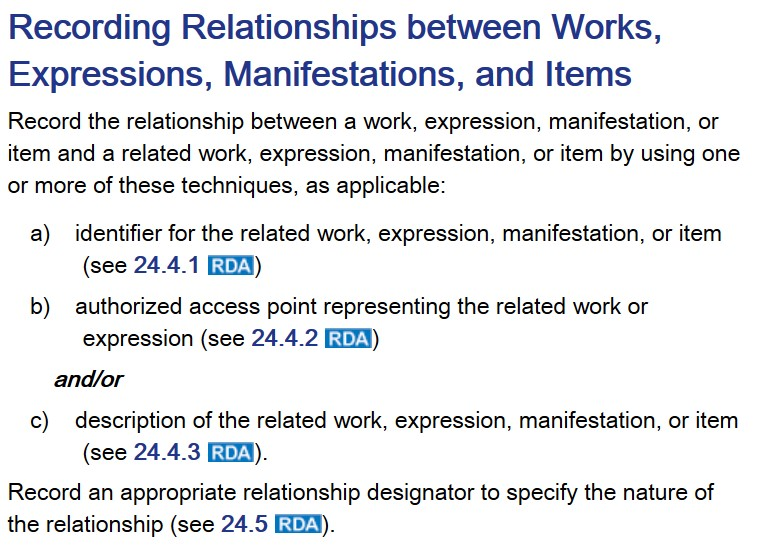 Recording Relationships between Works,
Expressions, Manifestations, and Items
Record the relationship between a work, expression, manifestation, or
item and a related work, expression, manifestation, or item by using one
or more of these techniques, as applicable:
a) identifier for the related work, expression, manifestation, or item
(see 24.4.1 RDA)
b) authorized access point representing the related work or
expression (see 24.4.2 RDA)
and/or
c) description of the related work, expression, manifestation, or item
(see 24.4.3 RDA).
Record an appropriate relationship designator to specify the nature of
the relationship (see 24.5 RDA).